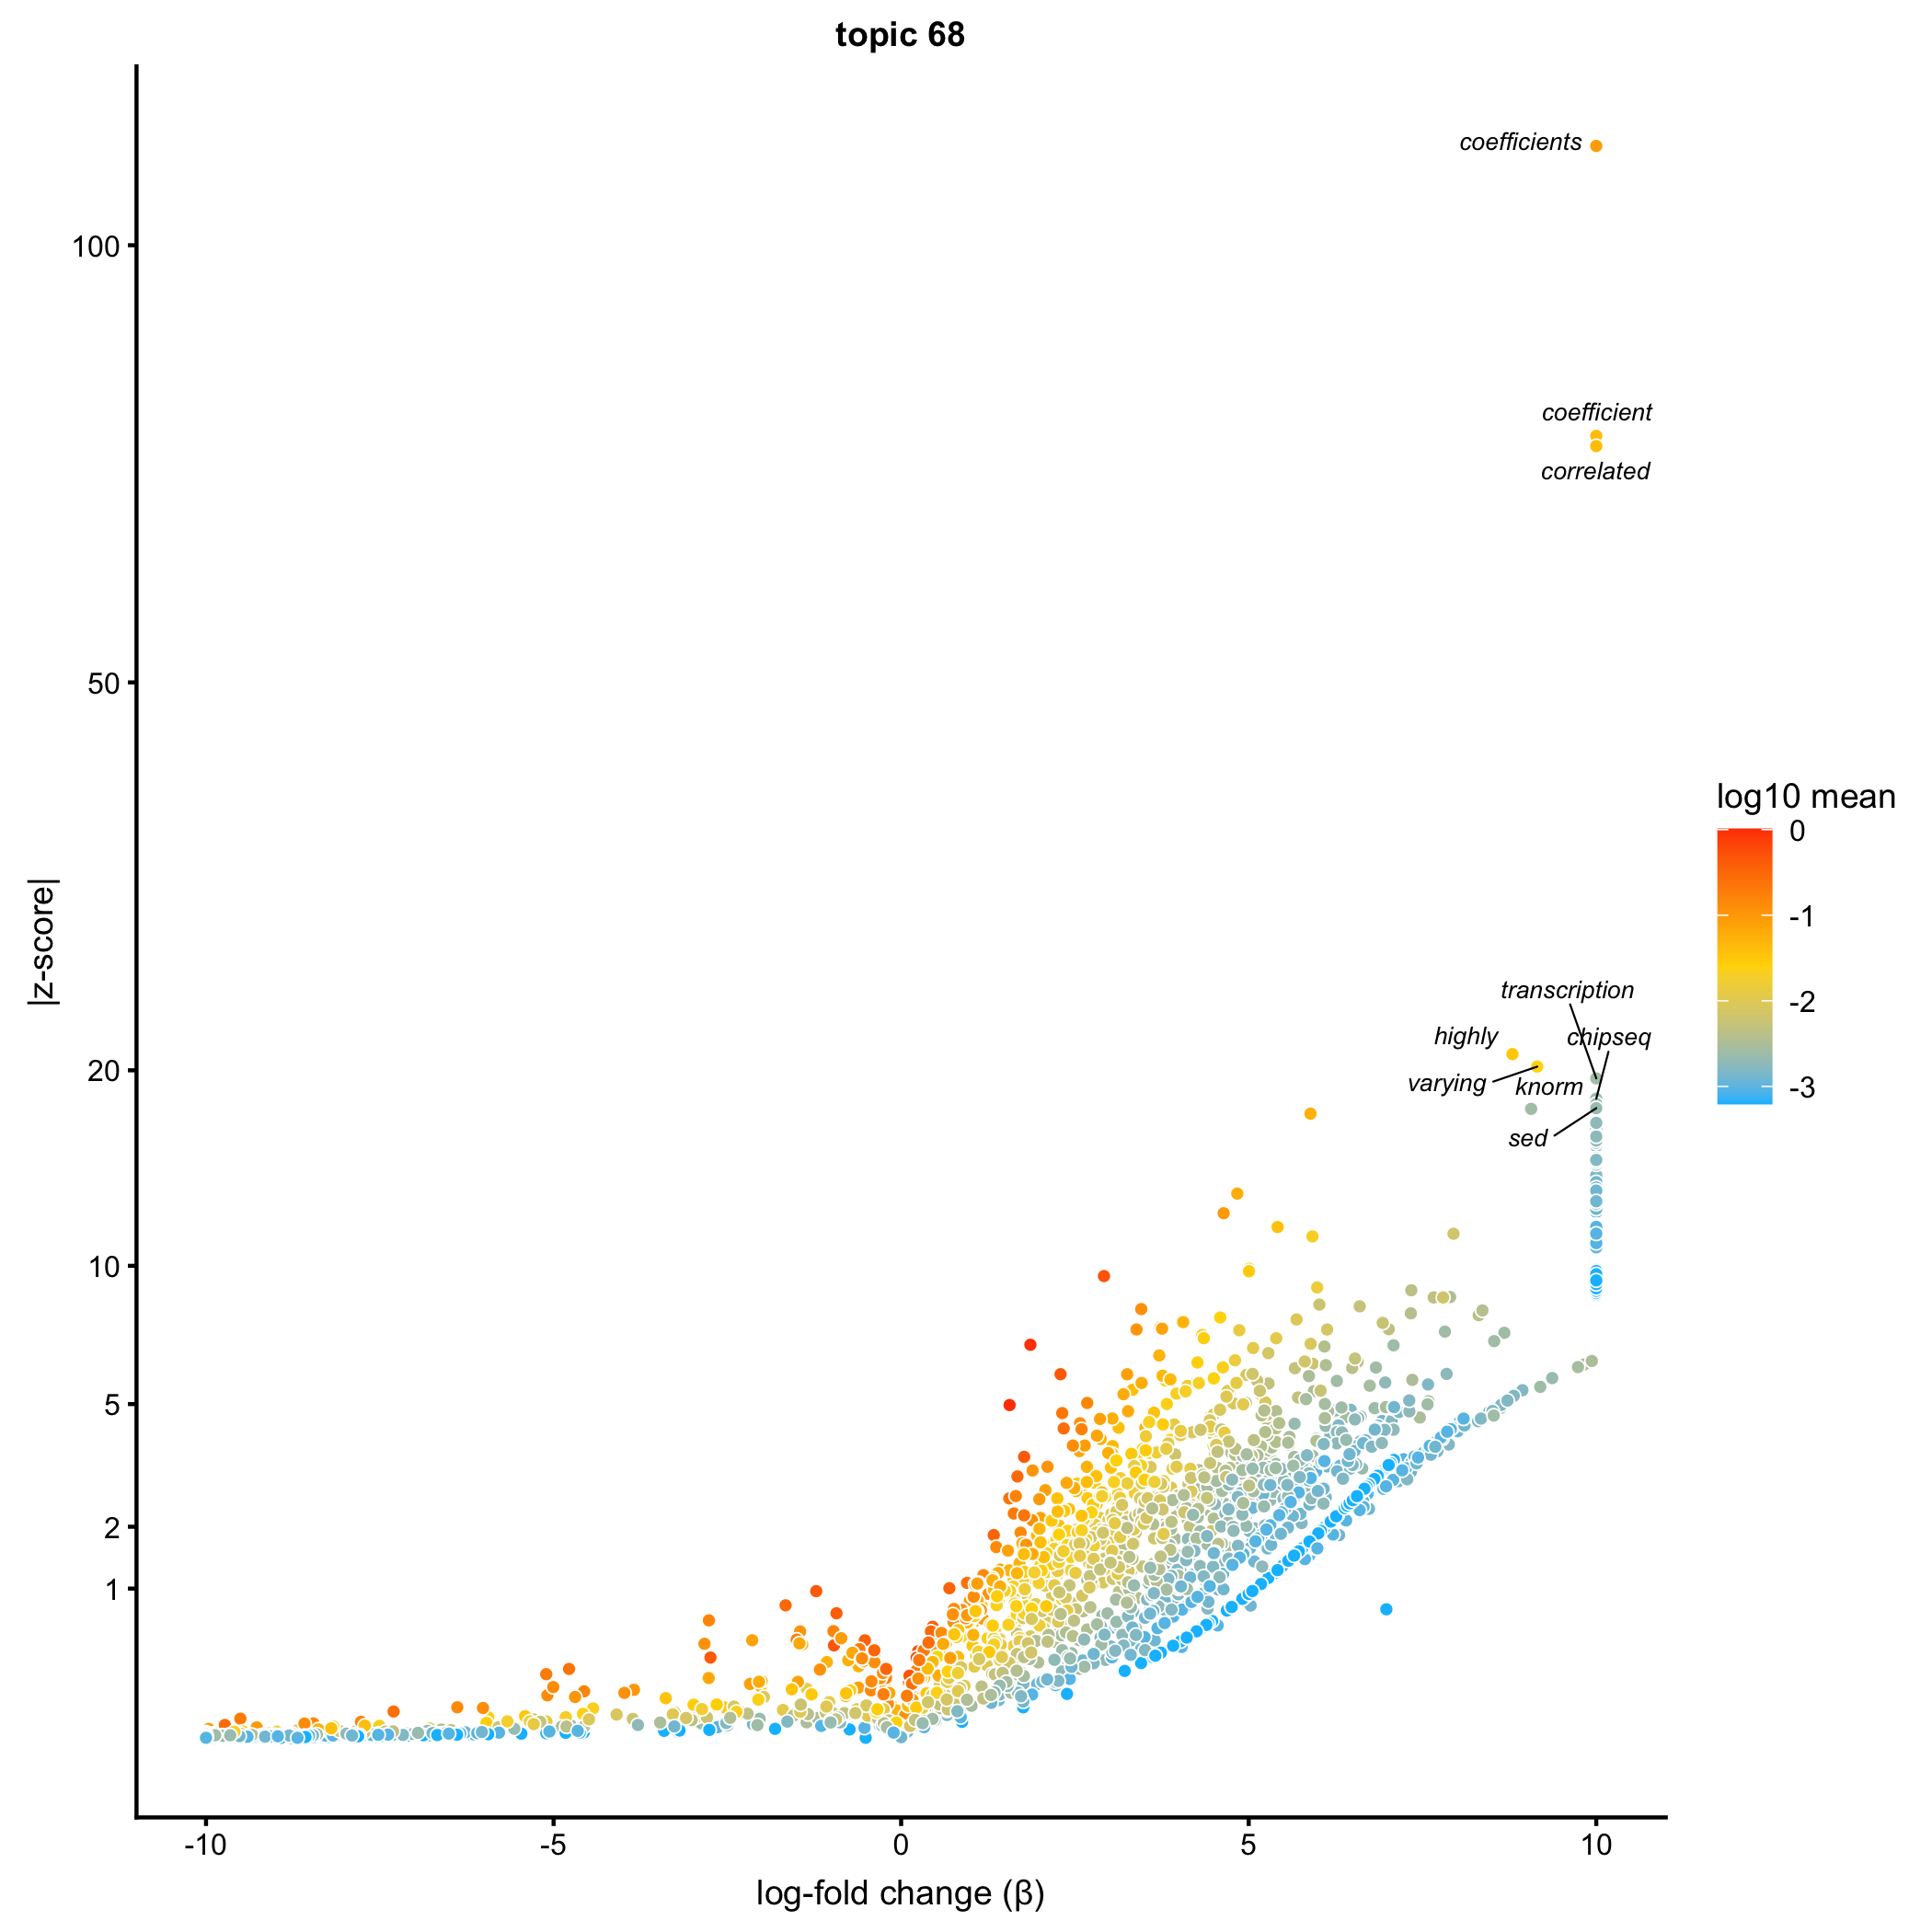 topic 68
coefficients
100
coefficient
correlated
50
log10 mean
0
-1
-2
-3
|z-score|
transcription
highly
chipseq
20
varying
knorm
sed
10
5
2
1
-10
-5
0
5
10
log-fold change (β)